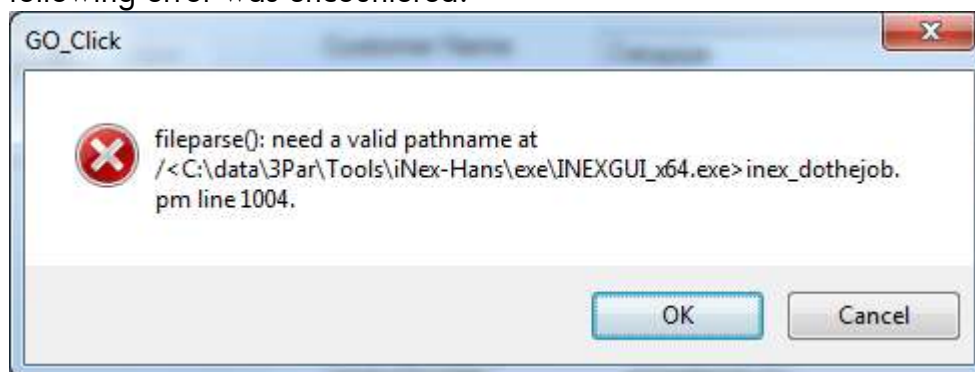 GO_Click
fileparse(): need a valid pathname at
/<C:\data\3Par\Tools\iNex-Hans\exe\INEXGUI_x64.exe>inex_dothejob.
pm line 1004.
OK
Cancel